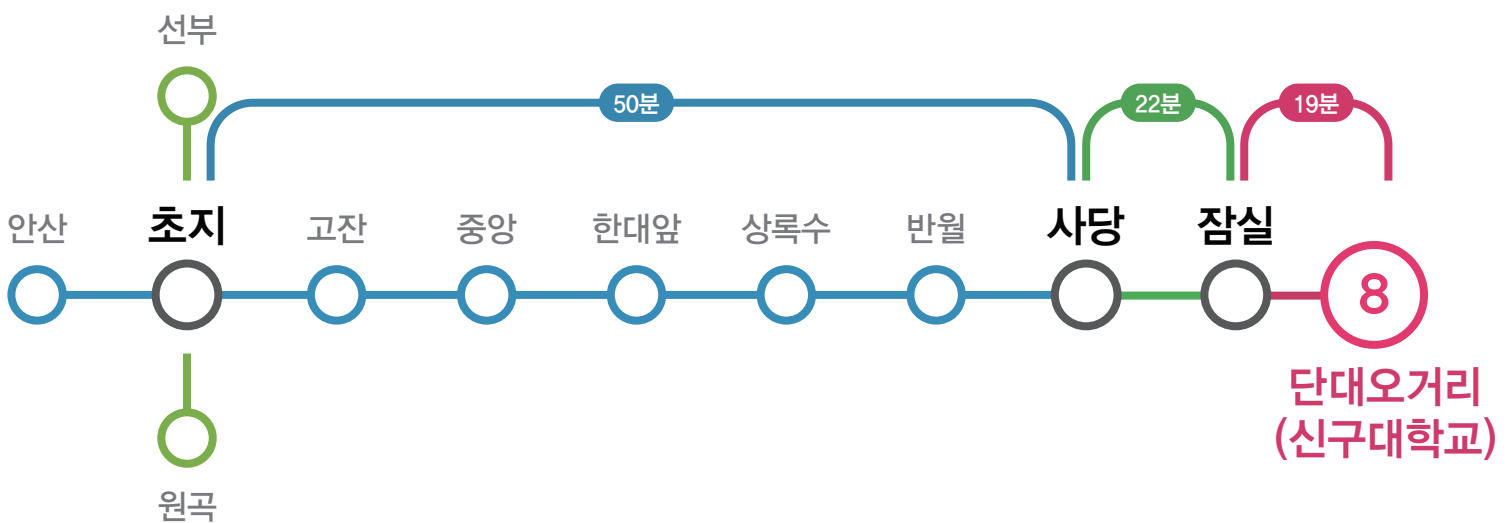 선부
50분
22분
19분
안산
초지
고잔
중앙
한대앞
상록수
반월
사당
잠실
8
단대오거리
(신구대학교)
원곡